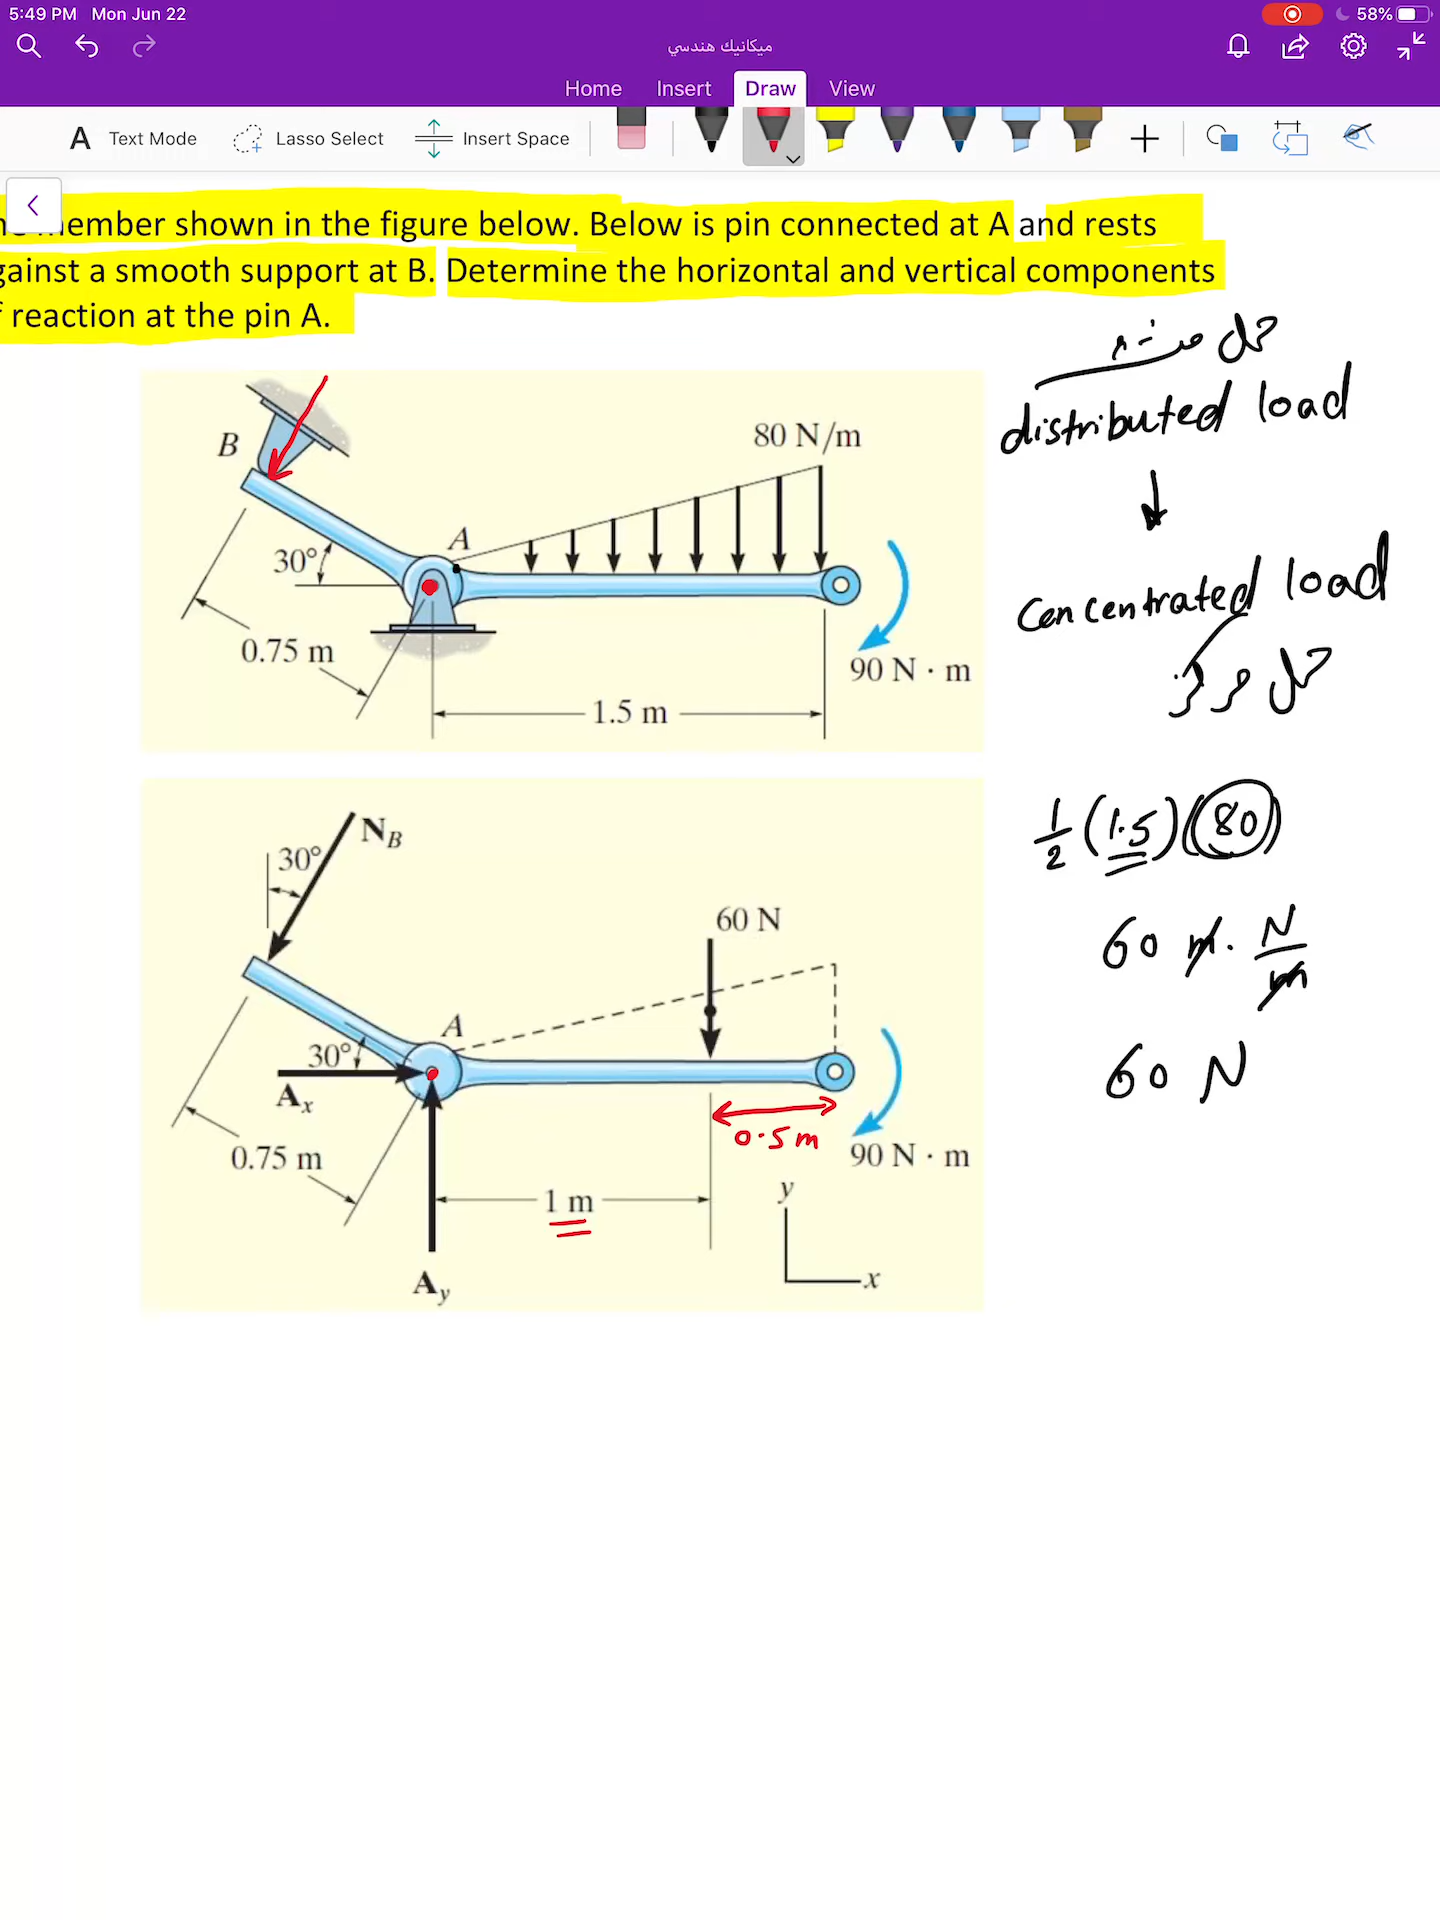 5:49 PM Mon Jun 22
58%
ميكانيك هندسي
Home Insert Draw View
A Text Mode Lasso Select Insert Space
ember shown in the figure below. Below is pin connected at A and rests
gainst a smooth support at B. Determine the horizontal and vertical components
f reaction at the pin A.
حمل منتشر
distributed load
↓
Concentrated load
حمل مركز
B
80 N/m
A
30°
0.75 m
90 N · m
1.5 m
N_B
30°
60 N
A
30°
A_x
0.5 m
0.75 m
90 N · m
1 m
y
x
A_y
1/2 (1.5)(80)
60 m. N/m
60 N